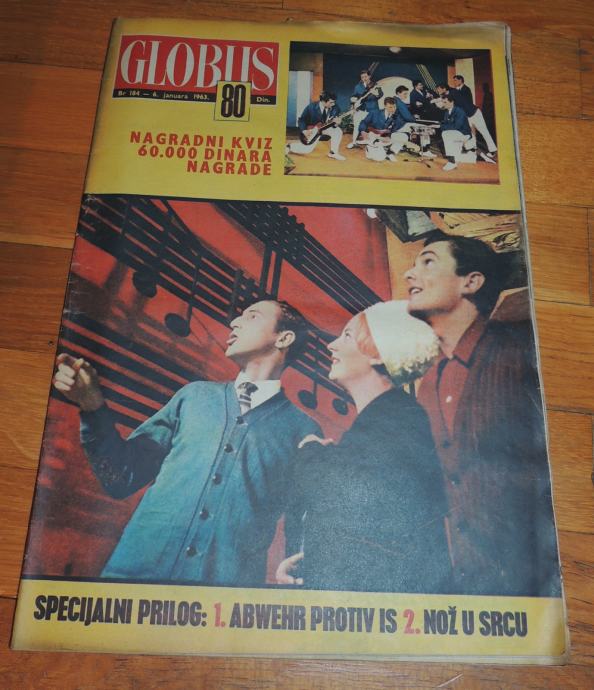 GLOBUS
Br 184 — 6. januara 1963.
80
Din.
NAGRADNI KVIZ
60.000 DINARA
NAGRADE
SPECIJALNI PRILOG: 1. ABWEHR PROTIV IS 2. NOŽ U SRCU